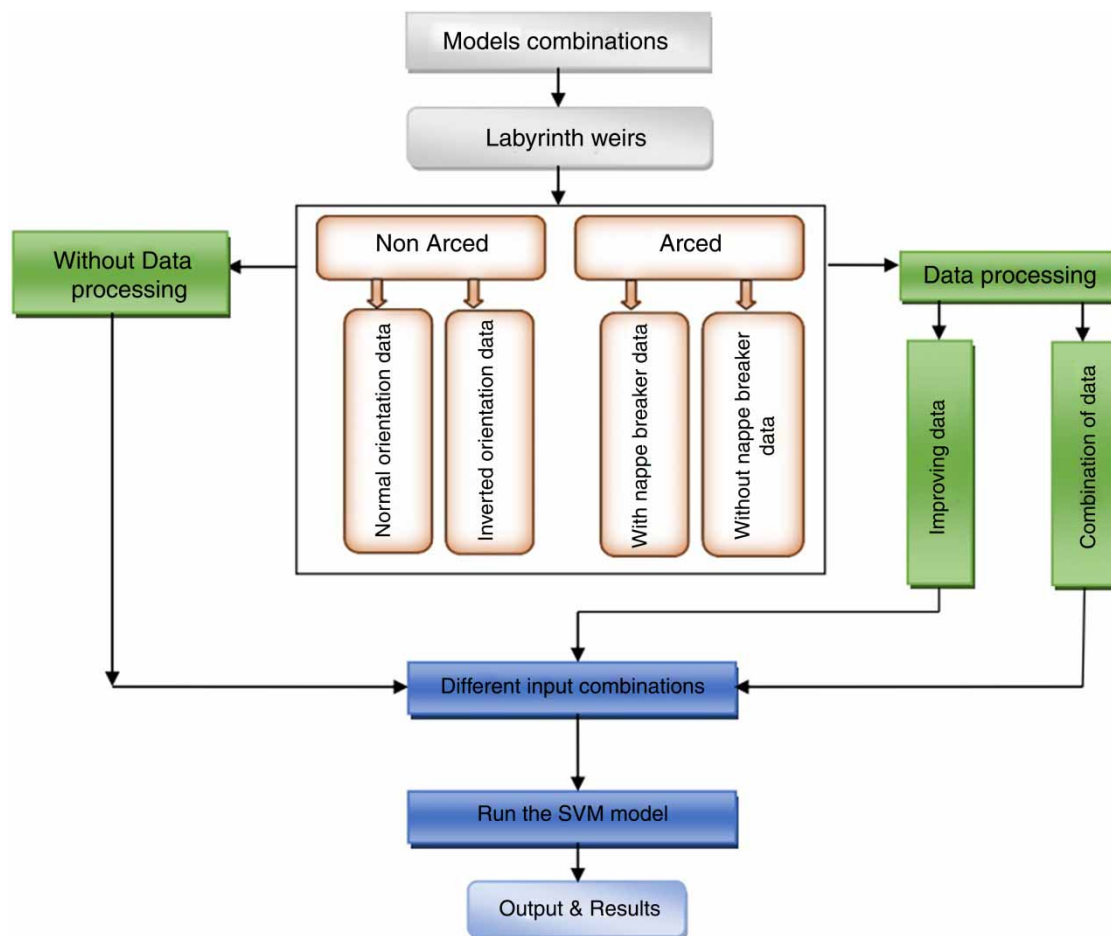 Models combinations
Labyrinth weirs
Non Arced
Arced
Without Data
processing
Data processing
Normal orientation data
Inverted orientation data
With nappe breaker data
Without nappe breaker
data
Improving data
Combination of data
Different input combinations
Run the SVM model
Output & Results